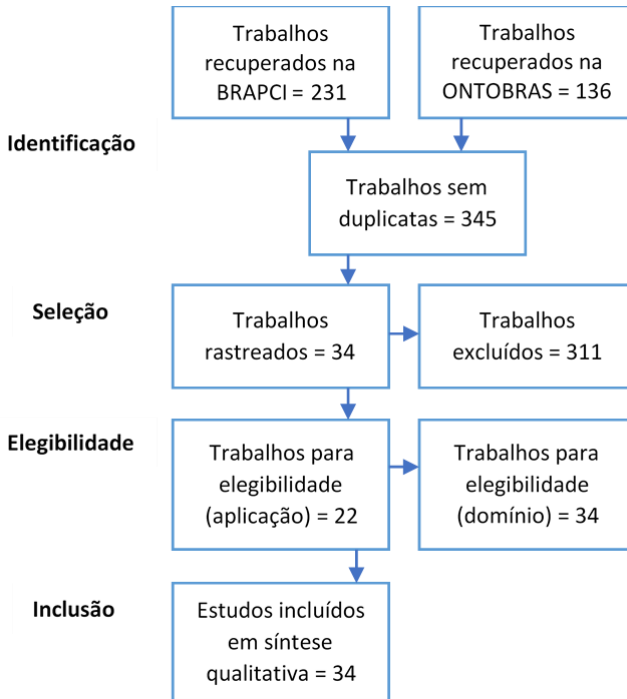 Trabalhos
recuperados na
BRAPCI = 231
Trabalhos
recuperados na
ONTOBRAS = 136
Identificação
Trabalhos sem
duplicatas = 345
Seleção
Trabalhos
rastreados = 34
Trabalhos
excluídos = 311
Elegibilidade
Trabalhos para
elegibilidade
(aplicação) = 22
Trabalhos para
elegibilidade
(domínio) = 34
Inclusão
Estudos incluídos
em síntese
qualitativa = 34